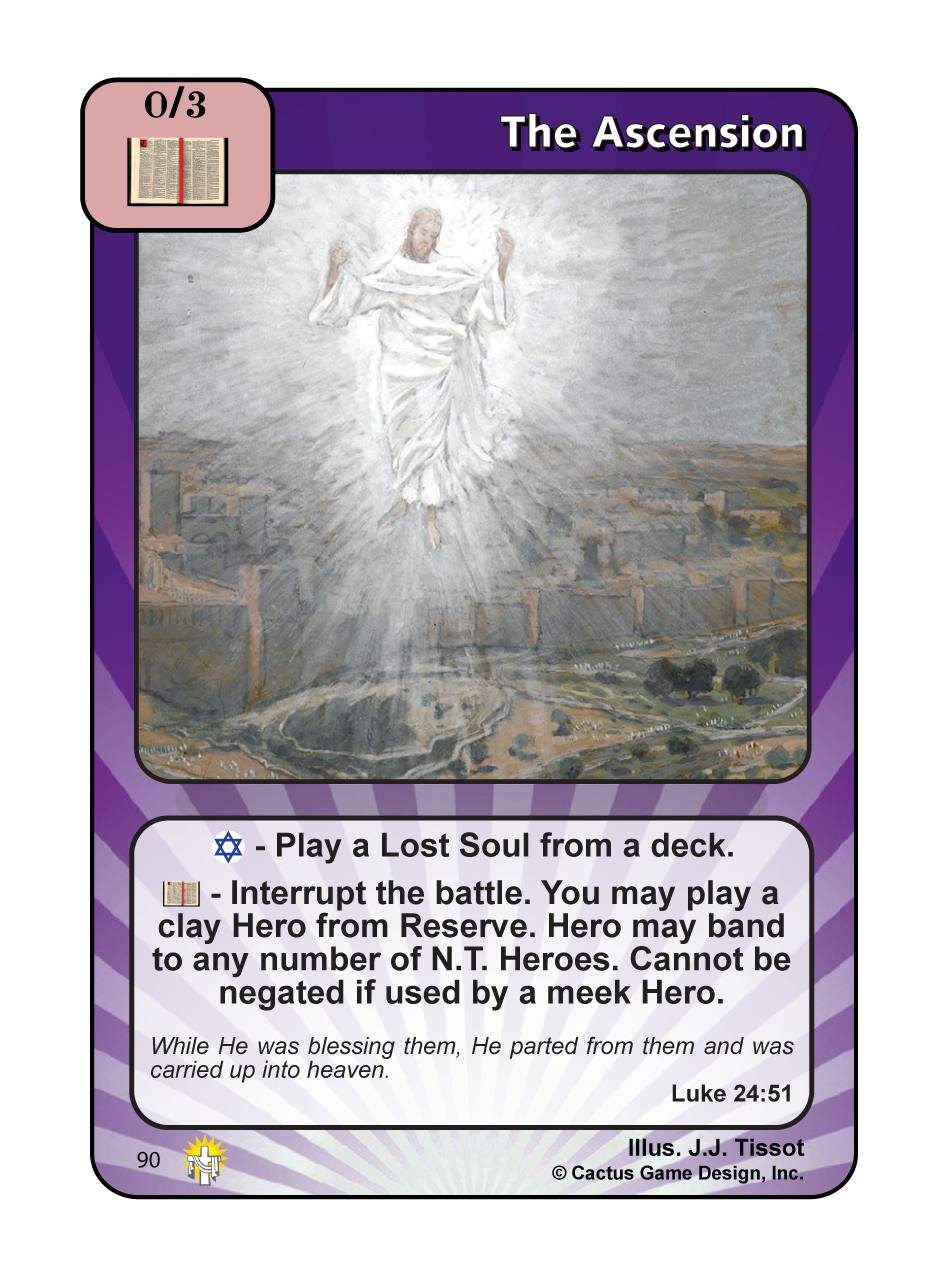 0/3
The Ascension
- Play a Lost Soul from a deck.
- Interrupt the battle. You may play a
clay Hero from Reserve. Hero may band
to any number of N.T. Heroes. Cannot be
negated if used by a meek Hero.
While He was blessing them, He parted from them and was
carried up into heaven.
Luke 24:51
90
Illus. J.J. Tissot
© Cactus Game Design, Inc.